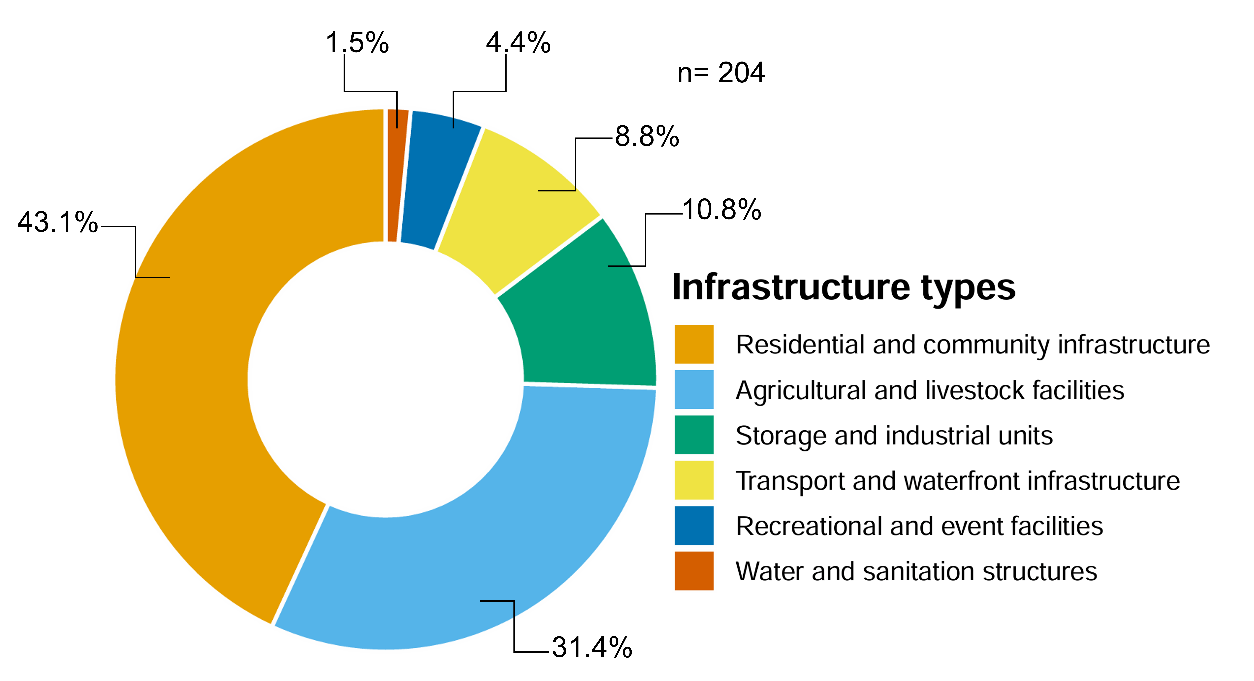 1.5%
4.4%
n= 204
8.8%
10.8%
43.1%
31.4%
Infrastructure types
Residential and community infrastructure
Agricultural and livestock facilities
Storage and industrial units
Transport and waterfront infrastructure
Recreational and event facilities
Water and sanitation structures